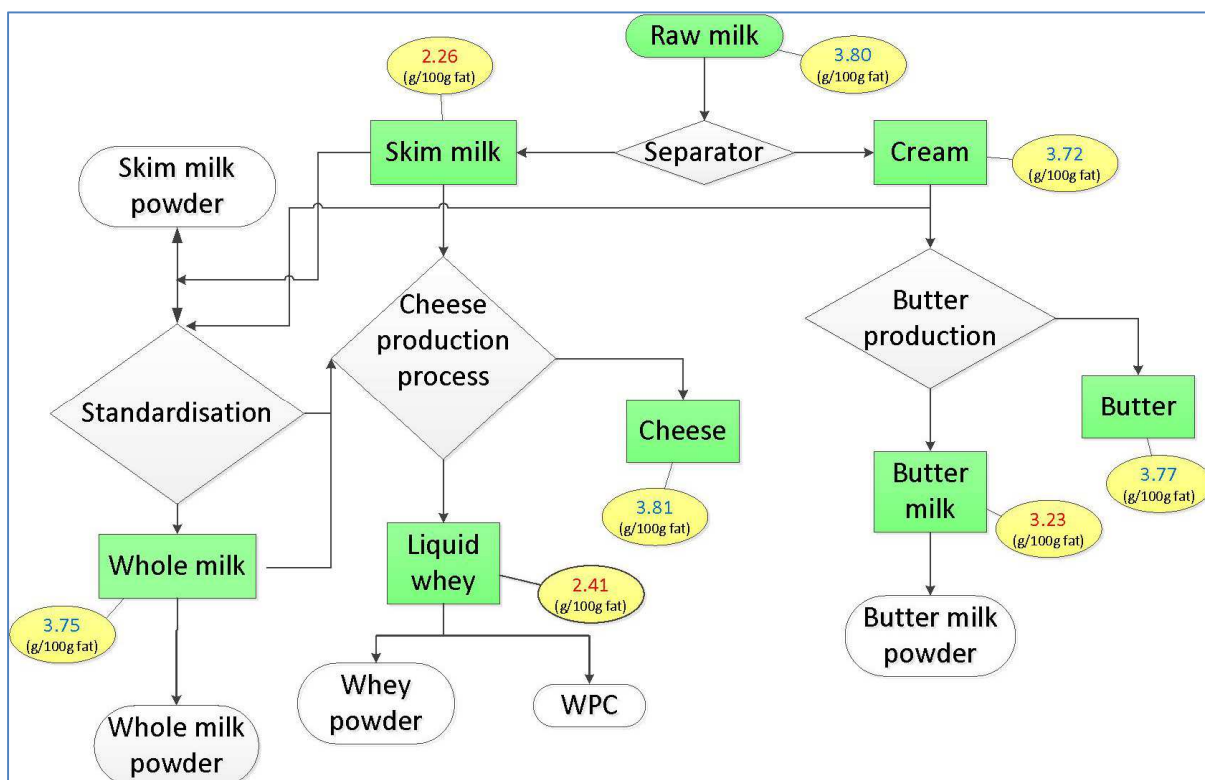 Raw milk
3.80
(g/100g fat)
2.26
(g/100g fat)
Skim milk
Separator
Cream
3.72
(g/100g fat)
Skim milk
powder
Cheese
production
process
Butter
production
Standardisation
Cheese
3.81
(g/100g fat)
Butter
3.77
(g/100g fat)
Butter
milk
3.23
(g/100g fat)
Whole milk
3.75
(g/100g fat)
Liquid
whey
2.41
(g/100g fat)
Butter milk
powder
Whey
powder
WPC
Whole milk
powder